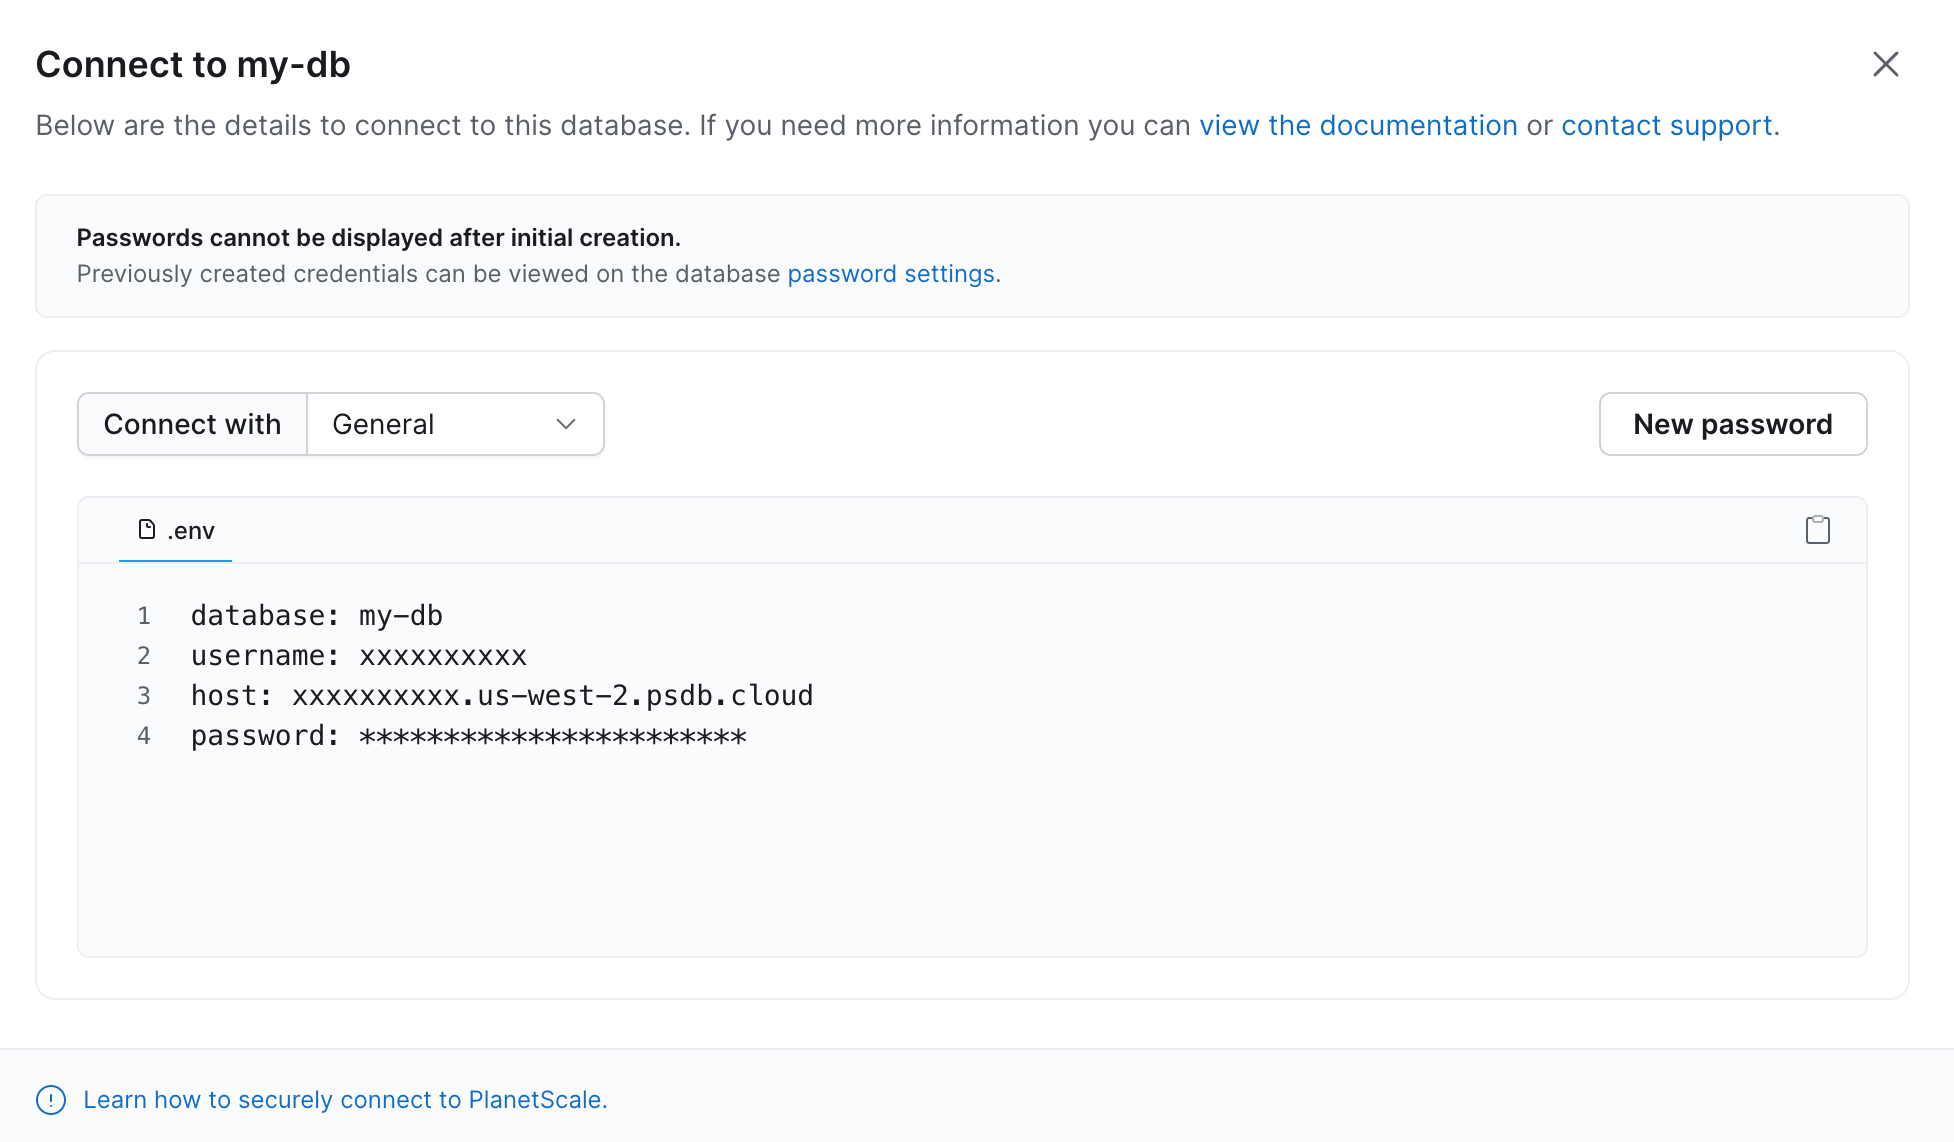 Connect to my-db
Below are the details to connect to this database. If you need more information you can view the documentation or contact support.
Passwords cannot be displayed after initial creation.
Previously created credentials can be viewed on the database password settings.
Connect with General New password
.env
1 database: my-db
2 username: xxxxxxxxxx
3 host: xxxxxxxxxx.us-west-2.psdb.cloud
4 password: ***********************
Learn how to securely connect to PlanetScale.